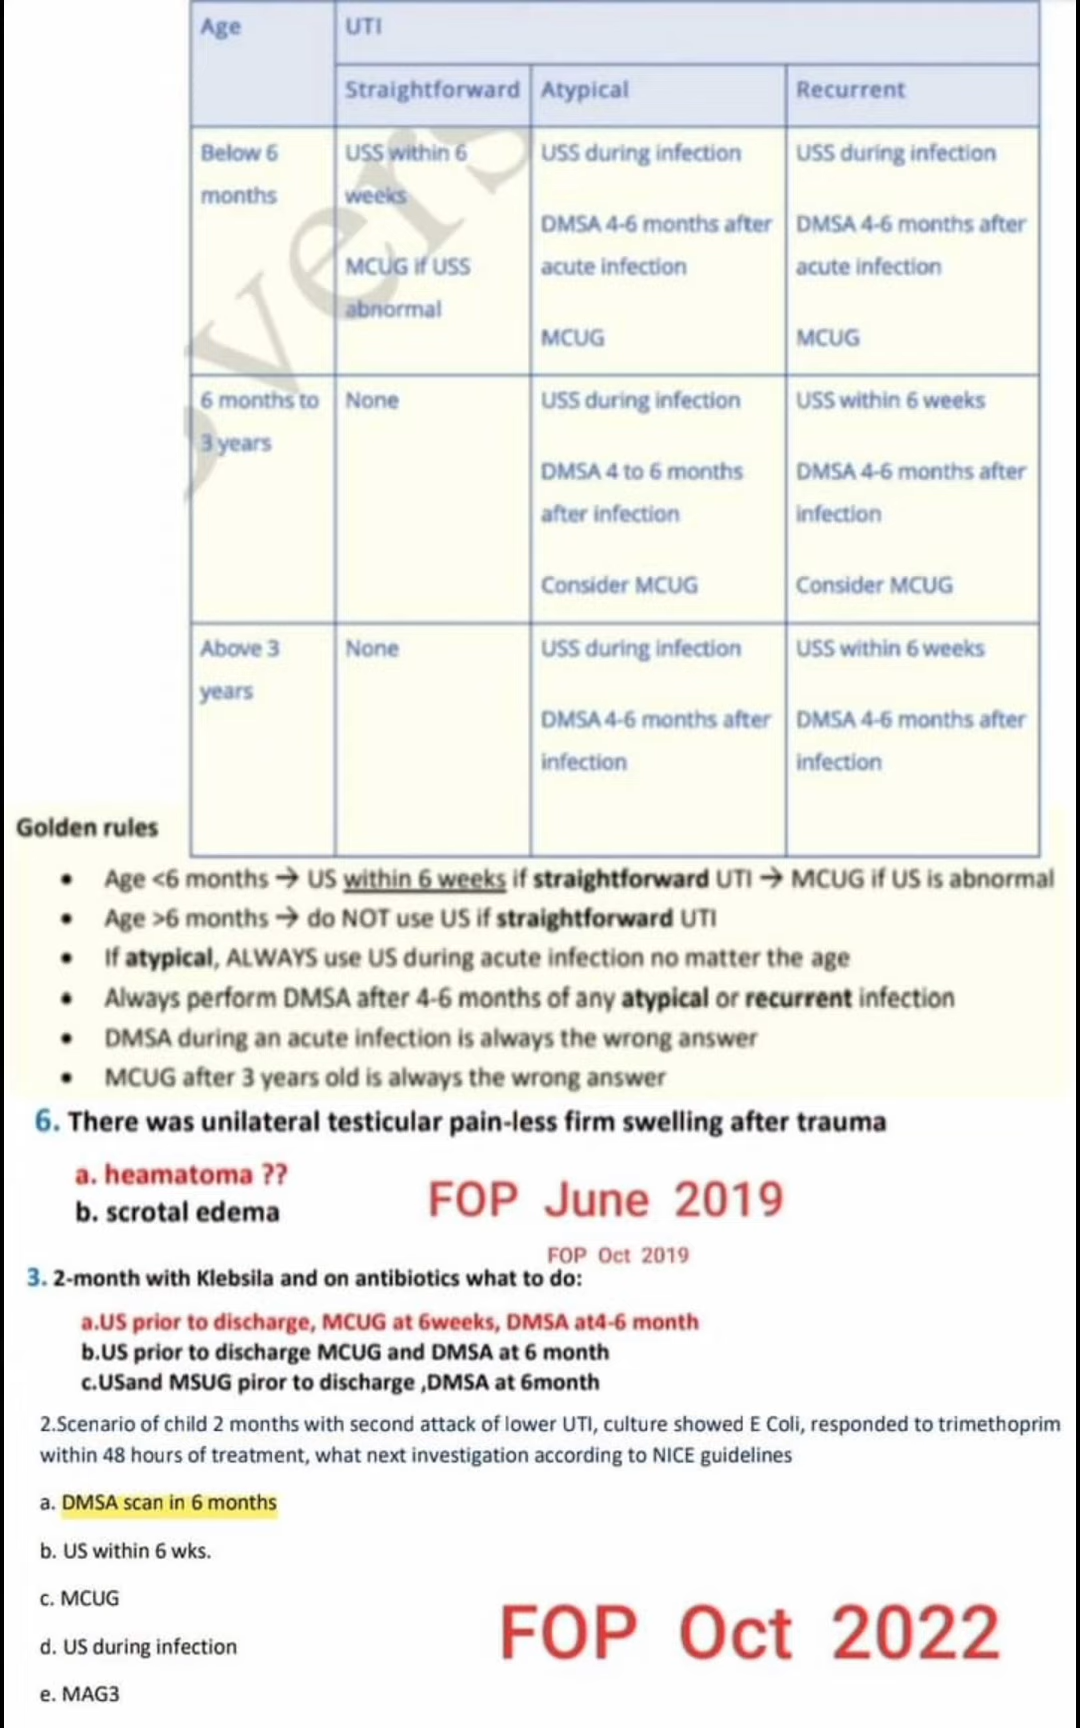 Age
UTI
Straightforward
Atypical
Recurrent
Below 6
months
USS within 6
weeks
MCUG if USS
abnormal
USS during infection
DMSA 4-6 months after
acute infection
MCUG
USS during infection
DMSA 4-6 months after
acute infection
MCUG
6 months to
3 years
None
USS during infection
DMSA 4 to 6 months
after infection
Consider MCUG
USS within 6 weeks
DMSA 4-6 months after
infection
Consider MCUG
Above 3
years
None
USS during infection
DMSA 4-6 months after
infection
USS within 6 weeks
DMSA 4-6 months after
infection
Golden rules
• Age <6 months → US within 6 weeks if straightforward UTI → MCUG if US is abnormal
• Age >6 months → do NOT use US if straightforward UTI
• If atypical, ALWAYS use US during acute infection no matter the age
• Always perform DMSA after 4-6 months of any atypical or recurrent infection
• DMSA during an acute infection is always the wrong answer
• MCUG after 3 years old is always the wrong answer
6. There was unilateral testicular pain-less firm swelling after trauma
a. heamatoma ??
b. scrotal edema
FOP June 2019
FOP Oct 2019
3. 2-month with Klebsila and on antibiotics what to do:
a.US prior to discharge, MCUG at 6weeks, DMSA at4-6 month
b.US prior to discharge MCUG and DMSA at 6 month
c.USand MSUG piror to discharge ,DMSA at 6month
2.Scenario of child 2 months with second attack of lower UTI, culture showed E Coli, responded to trimethoprim
within 48 hours of treatment, what next investigation according to NICE guidelines
a. DMSA scan in 6 months
b. US within 6 wks.
c. MCUG
d. US during infection
e. MAG3
FOP Oct 2022